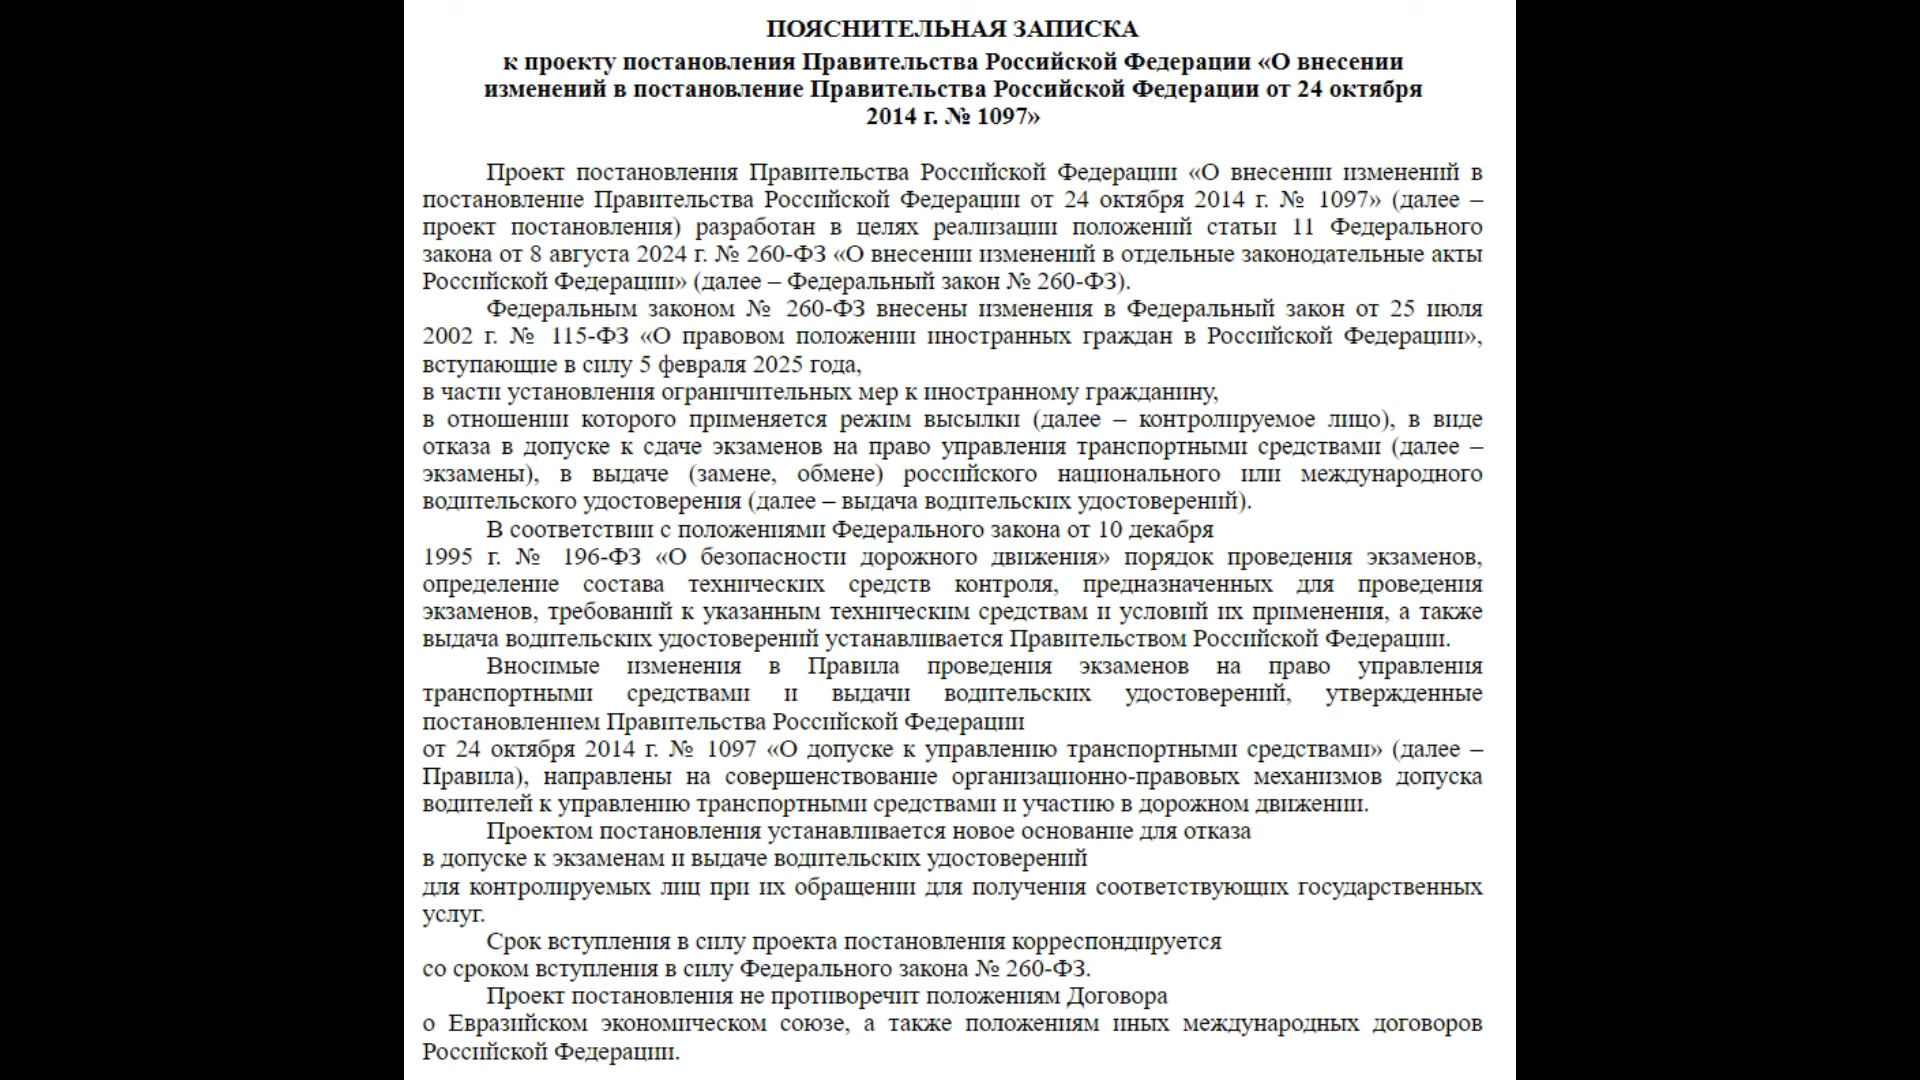 ПОЯСНИТЕЛЬНАЯ ЗАПИСКА
к проекту постановления Правительства Российской Федерации «О внесении
изменений в постановление Правительства Российской Федерации от 24 октября
2014 г. № 1097»
Проект постановления Правительства Российской Федерации «О внесении изменений в
постановление Правительства Российской Федерации от 24 октября 2014 г. № 1097» (далее –
проект постановления) разработан в целях реализации положений статьи 11 Федерального
закона от 8 августа 2024 г. № 260-ФЗ «О внесении изменений в отдельные законодательные акты
Российской Федерации» (далее – Федеральный закон № 260-ФЗ).
Федеральным законом № 260-ФЗ внесены изменения в Федеральный закон от 25 июля
2002 г. № 115-ФЗ «О правовом положении иностранных граждан в Российской Федерации»,
вступающие в силу 5 февраля 2025 года,
в части установления ограничительных мер к иностранному гражданину,
в отношении которого применяется режим высылки (далее – контролируемое лицо), в виде
отказа в допуске к сдаче экзаменов на право управления транспортными средствами (далее –
экзамены), в выдаче (замене, обмене) российского национального или международного
водительского удостоверения (далее – выдача водительских удостоверений).
В соответствии с положениями Федерального закона от 10 декабря
1995 г. № 196-ФЗ «О безопасности дорожного движения» порядок проведения экзаменов,
определение состава технических средств контроля, предназначенных для проведения
экзаменов, требований к указанным техническим средствам и условий их применения, а также
выдача водительских удостоверений устанавливается Правительством Российской Федерации.
Вносимые изменения в Правила проведения экзаменов на право управления
транспортными средствами и выдачи водительских удостоверений, утвержденные
постановлением Правительства Российской Федерации
от 24 октября 2014 г. № 1097 «О допуске к управлению транспортными средствами» (далее –
Правила), направлены на совершенствование организационно-правовых механизмов допуска
водителей к управлению транспортными средствами и участию в дорожном движении.
Проектом постановления устанавливается новое основание для отказа
в допуске к экзаменам и выдаче водительских удостоверений
для контролируемых лиц при их обращении для получения соответствующих государственных
услуг.
Срок вступления в силу проекта постановления корреспондируется
со сроком вступления в силу Федерального закона № 260-ФЗ.
Проект постановления не противоречит положениям Договора
о Евразийском экономическом союзе, а также положениям иных международных договоров
Российской Федерации.